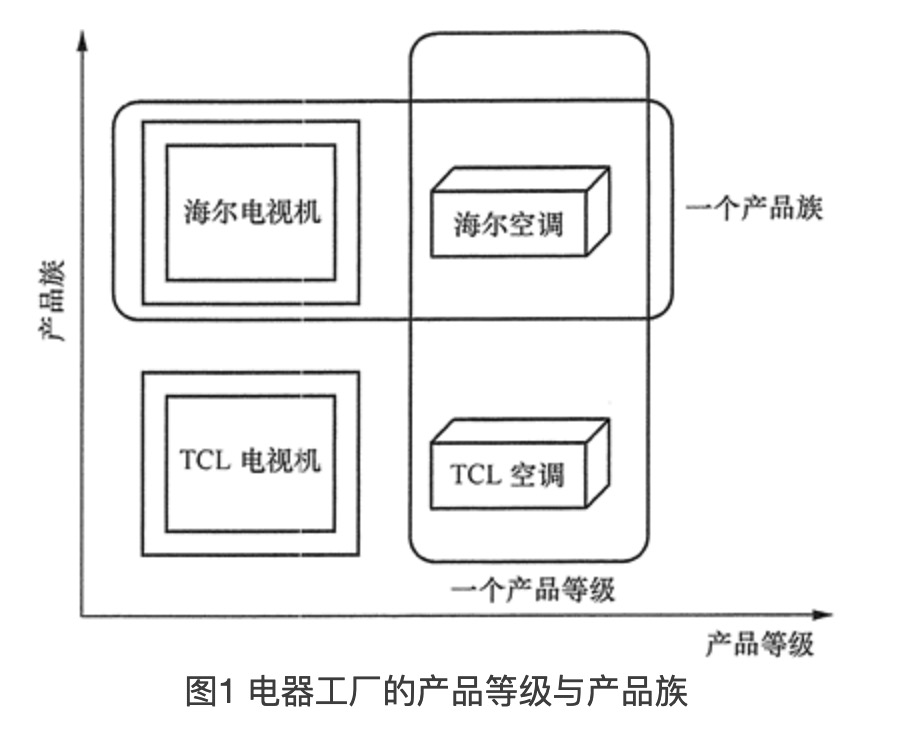 海尔电视机
海尔空调
一个产品族
产品族
TCL 电视机
TCL 空调
一个产品等级
产品等级
图1 电器工厂的产品等级与产品族